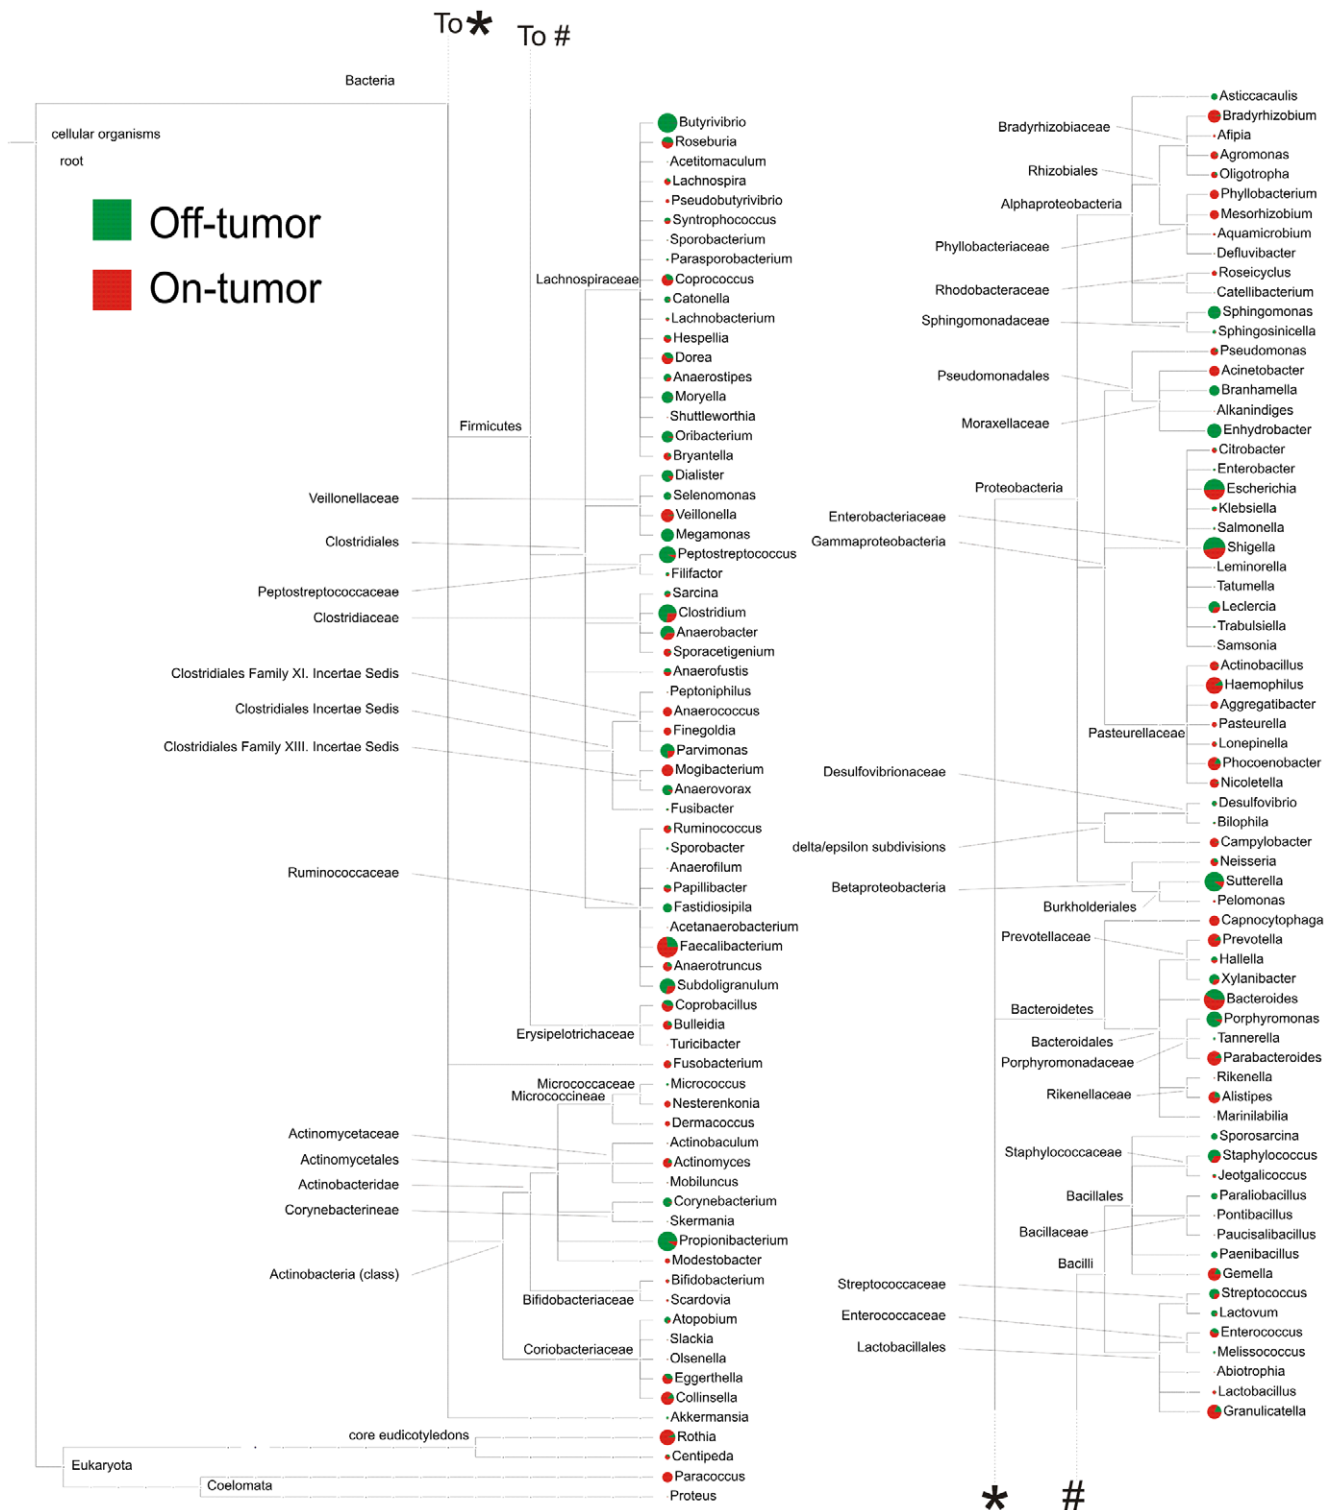 To *
To #
Bacteria
cellular organisms
root
Off-tumor
On-tumor
Butyrivibrio
Roseburia
Acetitomaculum
Lachnospira
Pseudobutyrivibrio
Syntrophococcus
Sporobacterium
Parasporobacterium
Lachnospiraceae
Coprococcus
Catonella
Lachnobacterium
Hespellia
Dorea
Anaerostipes
Moryella
Shuttleworthia
Firmicutes
Oribacterium
Bryantella
Dialister
Veillonellaceae
Selenomonas
Veillonella
Megamonas
Clostridiales
Peptostreptococcus
Filifactor
Peptostreptococcaceae
Sarcina
Clostridiaceae
Clostridium
Anaerobacter
Sporacetigenium
Clostridiales Family XI. Incertae Sedis
Anaerofustis
Peptoniphilus
Clostridiales Incertae Sedis
Anaerococcus
Finegoldia
Clostridiales Family XIII. Incertae Sedis
Parvimonas
Mogibacterium
Anaerovorax
Fusibacter
Ruminococcus
Sporobacter
Ruminococcaceae
Anaerofilum
Papillibacter
Fastidiosipila
Acetanaerobacterium
Faecalibacterium
Anaerotruncus
Subdoligranulum
Coprobacillus
Erysipelotrichaceae
Bulleidia
Turicibacter
Fusobacterium
Micrococcaceae
Micrococcus
Micrococcineae
Nesterenkonia
Dermacoccus
Actinomycetaceae
Actinobaculum
Actinomycetales
Actinomyces
Actinobacteridae
Mobiluncus
Corynebacterineae
Corynebacterium
Skermania
Propionibacterium
Modestobacter
Actinobacteria (class)
Bifidobacterium
Bifidobacteriaceae
Scardovia
Atopobium
Slackia
Coriobacteriaceae
Olsenella
Eggerthella
Collinsella
Akkermansia
core eudicotyledons
Rothia
Centipeda
Eukaryota
Paracoccus
Coelomata
Proteus
Asticcacaulis
Bradyrhizobiaceae
Bradyrhizobium
Afipia
Agromonas
Rhizobiales
Oligotropha
Phyllobacterium
Alphaproteobacteria
Mesorhizobium
Aquamicrobium
Phyllobacteriaceae
Defluvibacter
Roseicyclus
Rhodobacteraceae
Catellibacterium
Sphingomonas
Sphingomonadaceae
Sphingosinicella
Pseudomonas
Pseudomonadales
Acinetobacter
Branhamella
Alkanindiges
Moraxellaceae
Enhydrobacter
Citrobacter
Enterobacter
Proteobacteria
Escherichia
Klebsiella
Enterobacteriaceae
Salmonella
Gammaproteobacteria
Shigella
Leminorella
Tatumella
Leclercia
Trabulsiella
Samsonia
Actinobacillus
Haemophilus
Aggregatibacter
Pasteurella
Pasteurellaceae
Lonepinella
Phocoenobacter
Desulfovibrionaceae
Nicoletella
Desulfovibrio
Bilophila
delta/epsilon subdivisions
Campylobacter
Neisseria
Betaproteobacteria
Sutterella
Burkholderiales
Pelomonas
Capnocytophaga
Prevotellaceae
Prevotella
Hallella
Xylanibacter
Bacteroides
Bacteroidetes
Porphyromonas
Bacteroidales
Tannerella
Porphyromonadaceae
Parabacteroides
Rikenella
Rikenellaceae
Alistipes
Marinilabilia
Sporosarcina
Staphylococcaceae
Staphylococcus
Jeotgalicoccus
Bacillales
Paraliobacillus
Pontibacillus
Bacillaceae
Paucisalibacillus
Paenibacillus
Bacilli
Gemella
Streptococcaceae
Streptococcus
Lactovum
Enterococcaceae
Enterococcus
Lactobacillales
Melissococcus
Abiotrophia
Lactobacillus
Granulicatella
*
#